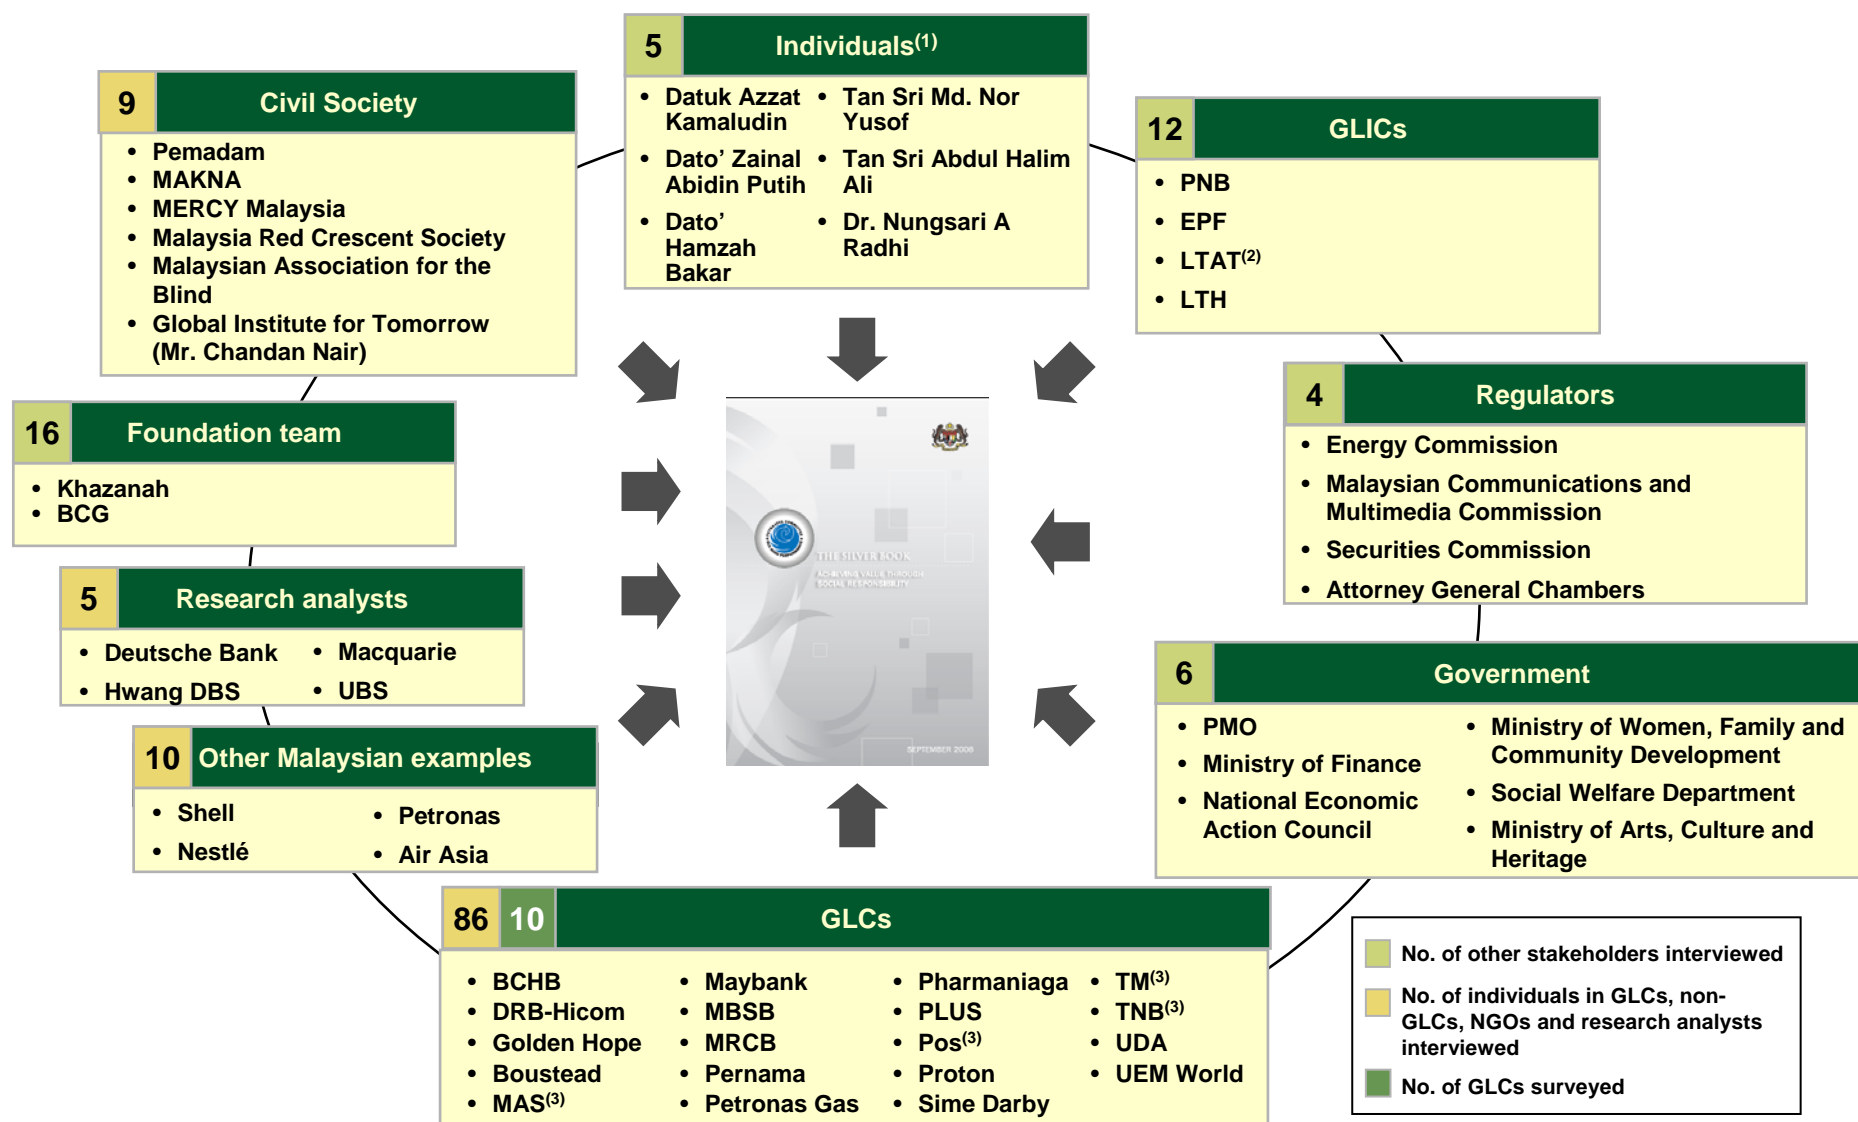 5 Individuals(1)
• Datuk Azzat
Kamaludin
• Dato’ Zainal
Abidin Putih
• Dato’
Hamzah
Bakar
• Tan Sri Md. Nor
Yusof
• Tan Sri Abdul Halim
Ali
• Dr. Nungsari A
Radhi
9 Civil Society
• Pemadam
• MAKNA
• MERCY Malaysia
• Malaysia Red Crescent Society
• Malaysian Association for the
Blind
• Global Institute for Tomorrow
(Mr. Chandan Nair)
12 GLICs
• PNB
• EPF
• LTAT(2)
• LTH
16 Foundation team
• Khazanah
• BCG
4 Regulators
• Energy Commission
• Malaysian Communications and
Multimedia Commission
• Securities Commission
• Attorney General Chambers
THE SILVER BOOK
ACHIEVING VALUE THROUGH
SOCIAL RESPONSIBILITY
SEPTEMBER 2006
5 Research analysts
• Deutsche Bank
• Hwang DBS
• Macquarie
• UBS
6 Government
• PMO
• Ministry of Finance
• National Economic
Action Council
• Ministry of Women, Family and
Community Development
• Social Welfare Department
• Ministry of Arts, Culture and
Heritage
10 Other Malaysian examples
• Shell
• Nestlé
• Petronas
• Air Asia
86 10 GLCs
• BCHB
• DRB-Hicom
• Golden Hope
• Boustead
• MAS(3)
• Maybank
• MBSB
• MRCB
• Pernama
• Petronas Gas
• Pharmaniaga
• PLUS
• Pos(3)
• Proton
• Sime Darby
• TM(3)
• TNB(3)
• UDA
• UEM World
No. of other stakeholders interviewed
No. of individuals in GLCs, non-
GLCs, NGOs and research analysts
interviewed
No. of GLCs surveyed